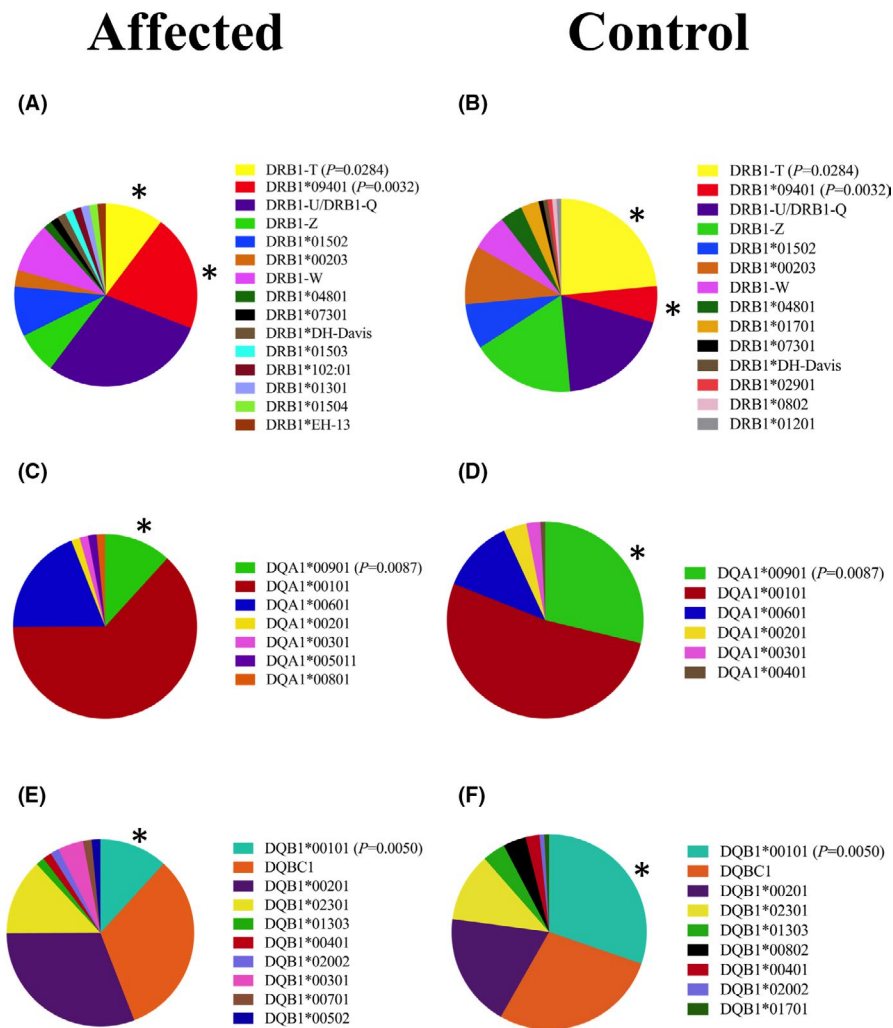 Affected
Control
(A)
*
DRB1-T (P=0.0284)
DRB1*09401 (P=0.0032)
DRB1-U/DRB1-Q
DRB1-Z
DRB1*01502
DRB1*00203
DRB1-W
DRB1*04801
DRB1*07301
DRB1*DH-Davis
DRB1*01503
DRB1*102:01
DRB1*01301
DRB1*01504
DRB1*EH-13
*
(B)
*
DRB1-T (P=0.0284)
DRB1*09401 (P=0.0032)
DRB1-U/DRB1-Q
DRB1-Z
DRB1*01502
DRB1*00203
DRB1-W
DRB1*04801
DRB1*01701
DRB1*07301
DRB1*DH-Davis
DRB1*02901
DRB1*0802
DRB1*01201
*
(C)
*
DQA1*00901 (P=0.0087)
DQA1*00101
DQA1*00601
DQA1*00201
DQA1*00301
DQA1*005011
DQA1*00801
(D)
*
DQA1*00901 (P=0.0087)
DQA1*00101
DQA1*00601
DQA1*00201
DQA1*00301
DQA1*00401
(E)
*
DQB1*00101 (P=0.0050)
DQBC1
DQB1*00201
DQB1*02301
DQB1*01303
DQB1*00401
DQB1*02002
DQB1*00301
DQB1*00701
DQB1*00502
(F)
*
DQB1*00101 (P=0.0050)
DQBC1
DQB1*00201
DQB1*02301
DQB1*01303
DQB1*00802
DQB1*00401
DQB1*02002
DQB1*01701